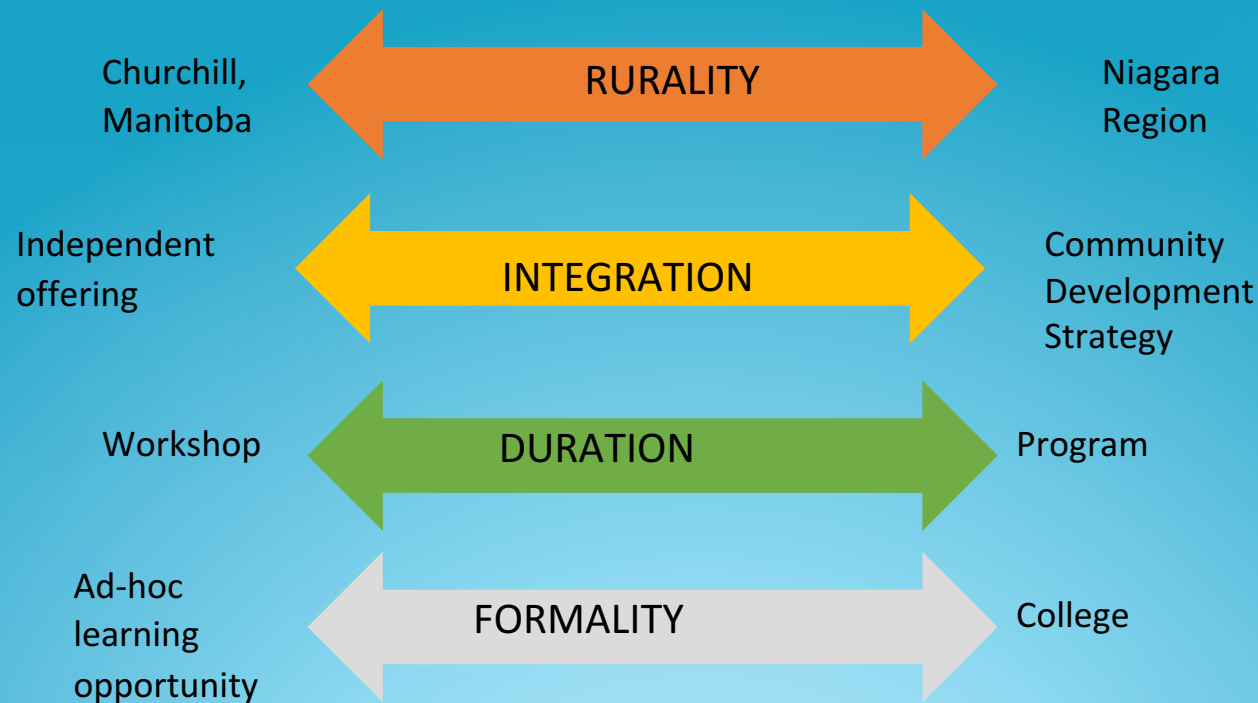 Churchill,
Manitoba
RURALITY
Niagara
Region
Independent
offering
INTEGRATION
Community
Development
Strategy
Workshop
DURATION
Program
Ad-hoc
learning
opportunity
FORMALITY
College